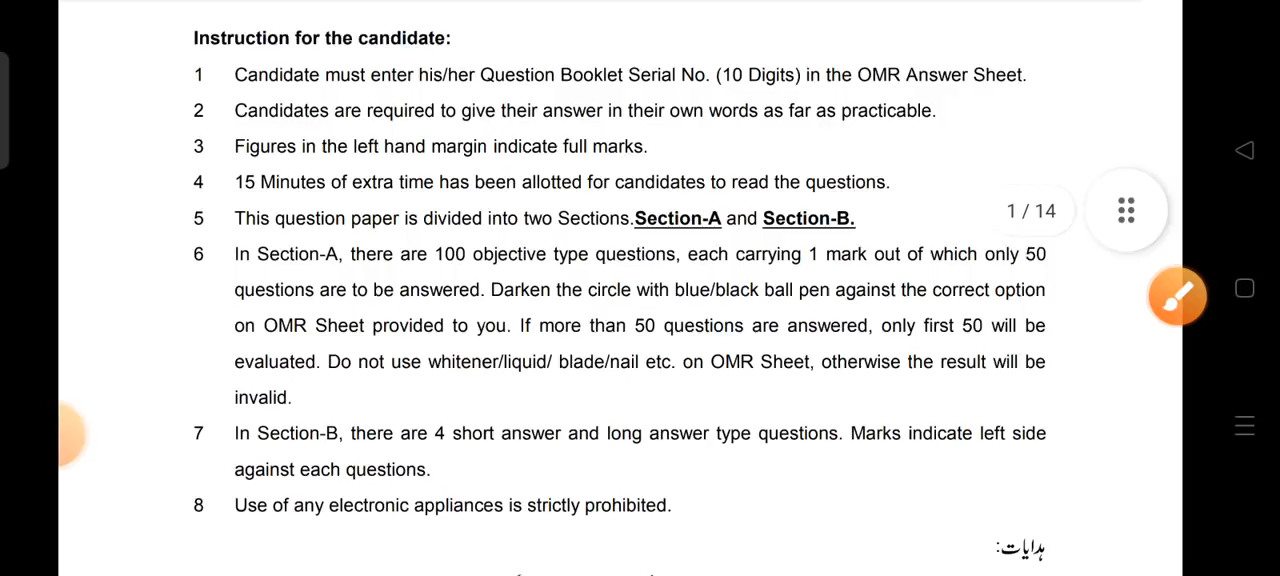 Instruction for the candidate:
1 Candidate must enter his/her Question Booklet Serial No. (10 Digits) in the OMR Answer Sheet.
2 Candidates are required to give their answer in their own words as far as practicable.
3 Figures in the left hand margin indicate full marks.
4 15 Minutes of extra time has been allotted for candidates to read the questions.
1 / 14
5 This question paper is divided into two Sections.Section-A and Section-B.
6 In Section-A, there are 100 objective type questions, each carrying 1 mark out of which only 50
questions are to be answered. Darken the circle with blue/black ball pen against the correct option
on OMR Sheet provided to you. If more than 50 questions are answered, only first 50 will be
evaluated. Do not use whitener/liquid/ blade/nail etc. on OMR Sheet, otherwise the result will be
invalid.
7 In Section-B, there are 4 short answer and long answer type questions. Marks indicate left side
against each questions.
8 Use of any electronic appliances is strictly prohibited.
ہدایات: